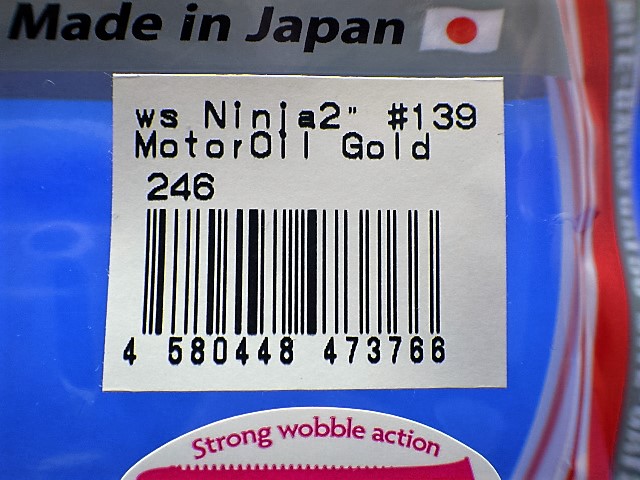 Made in Japan
ws Ninja2" #139
MotorOil Gold
246
4 580448 473766
Strong wobble action